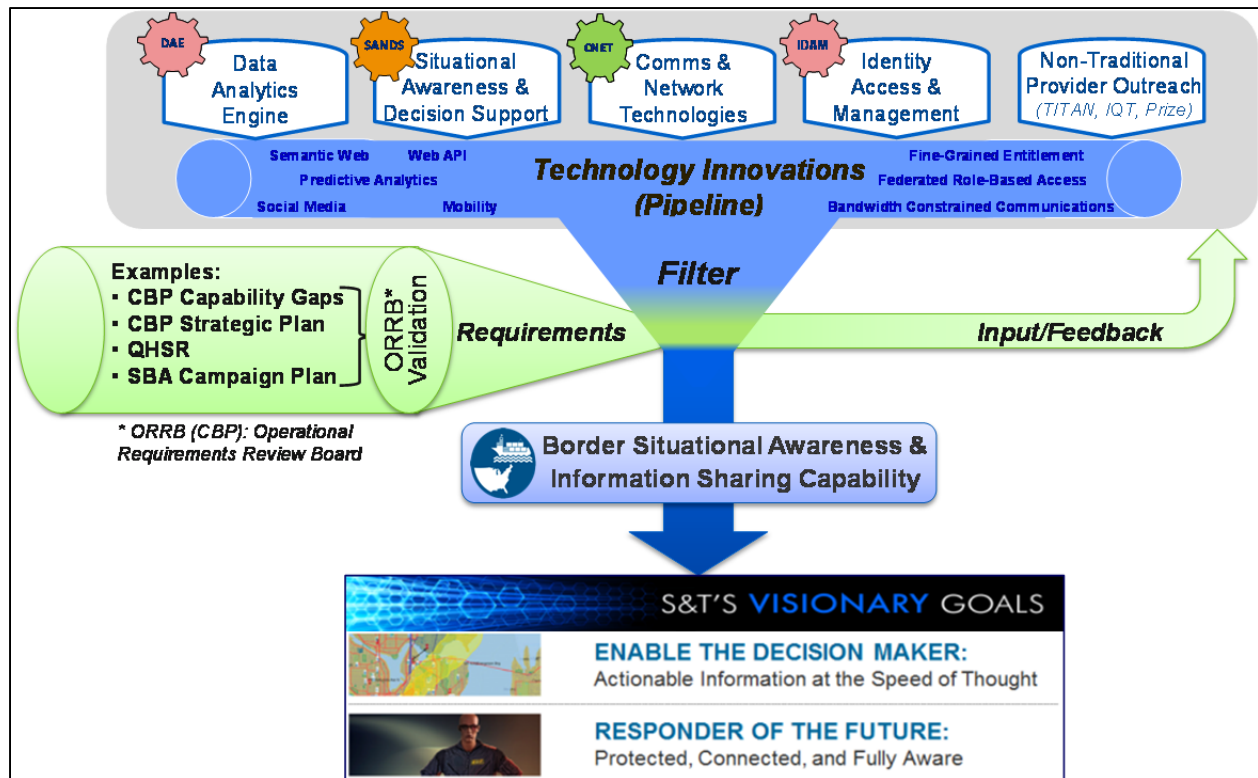 DAE
Data
Analytics
Engine
SANDS
Situational
Awareness &
Decision Support
CNET
Comms &
Network
Technologies
IDAM
Identity
Access &
Management
Non-Traditional
Provider Outreach
(TITAN, IQT, Prize)
Semantic Web
Web API
Predictive Analytics
Social Media
Mobility
Technology Innovations
(Pipeline)
Fine-Grained Entitlement
Federated Role-Based Access
Bandwidth Constrained Communications
Filter
Examples:
▪ CBP Capability Gaps
▪ CBP Strategic Plan
▪ QHSR
▪ SBA Campaign Plan
ORRB*
Validation
Requirements
Input/Feedback
* ORRB (CBP): Operational
Requirements Review Board
Border Situational Awareness &
Information Sharing Capability
S&T'S VISIONARY GOALS
ENABLE THE DECISION MAKER:
Actionable Information at the Speed of Thought
RESPONDER OF THE FUTURE:
Protected, Connected, and Fully Aware